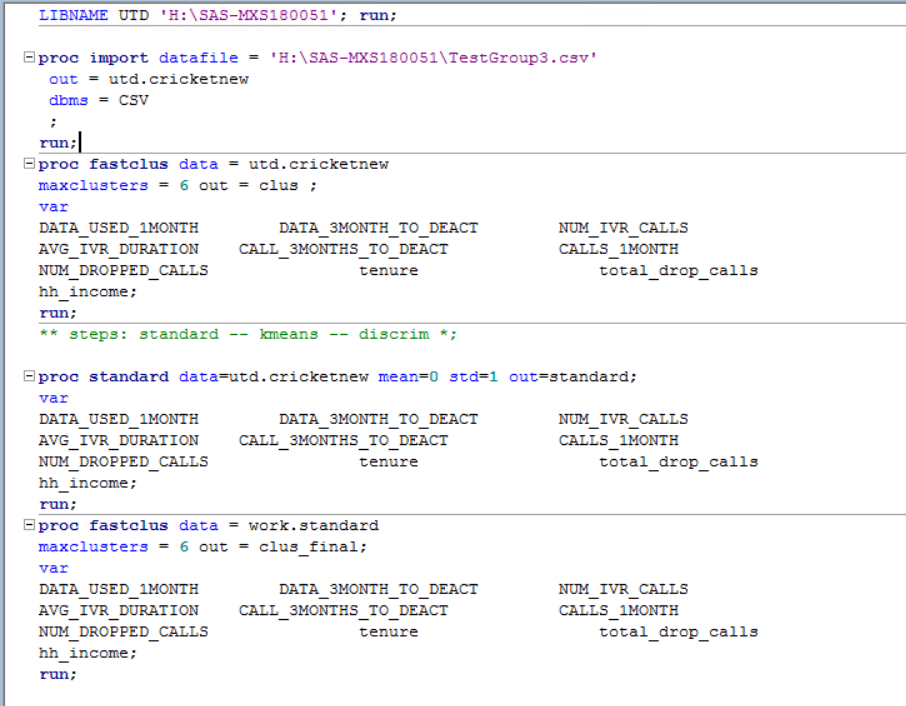 LIBNAME UTD 'H:\SAS-MXS180051'; run;
proc import datafile = 'H:\SAS-MXS180051\TestGroup3.csv'
out = utd.cricketnew
dbms = CSV
;
run;
proc fastclus data = utd.cricketnew
maxclusters = 6 out = clus ;
var
DATA_USED_1MONTH DATA_3MONTH_TO_DEACT NUM_IVR_CALLS
AVG_IVR_DURATION CALL_3MONTHS_TO_DEACT CALLS_1MONTH
NUM_DROPPED_CALLS tenure total_drop_calls
hh_income;
run;
** steps: standard -- kmeans -- discrim *;
proc standard data=utd.cricketnew mean=0 std=1 out=standard;
var
DATA_USED_1MONTH DATA_3MONTH_TO_DEACT NUM_IVR_CALLS
AVG_IVR_DURATION CALL_3MONTHS_TO_DEACT CALLS_1MONTH
NUM_DROPPED_CALLS tenure total_drop_calls
hh_income;
run;
proc fastclus data = work.standard
maxclusters = 6 out = clus_final;
var
DATA_USED_1MONTH DATA_3MONTH_TO_DEACT NUM_IVR_CALLS
AVG_IVR_DURATION CALL_3MONTHS_TO_DEACT CALLS_1MONTH
NUM_DROPPED_CALLS tenure total_drop_calls
hh_income;
run;